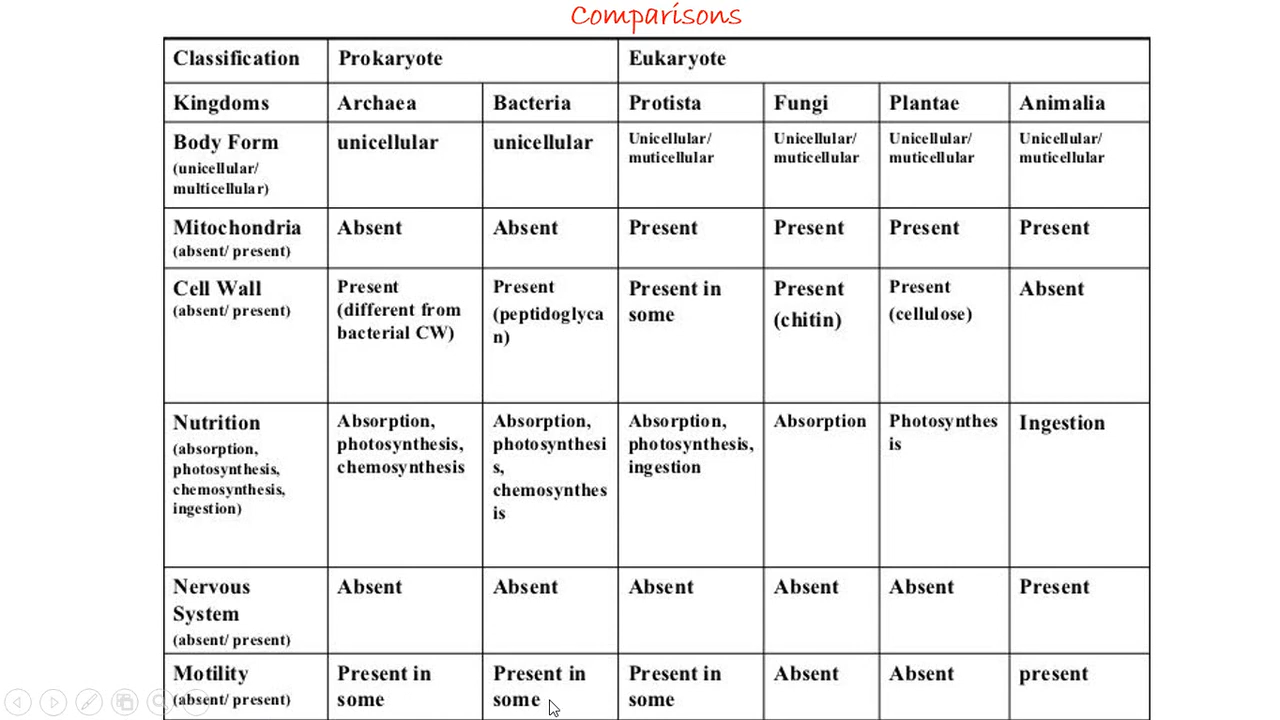 Comparisons
Classification Prokaryote Eukaryote
Kingdoms Archaea Bacteria Protista Fungi Plantae Animalia
Body Form
(unicellular/
multicellular)
unicellular
unicellular
Unicellular/
muticellular
Unicellular/
muticellular
Unicellular/
muticellular
Unicellular/
muticellular
Mitochondria
(absent/ present)
Absent
Absent
Present
Present
Present
Present
Cell Wall
(absent/ present)
Present
(different from
bacterial CW)
Present
(peptidoglyca
n)
Present in
some
Present
(chitin)
Present
(cellulose)
Absent
Nutrition
(absorption,
photosynthesis,
chemosynthesis,
ingestion)
Absorption,
photosynthesis,
chemosynthesis
Absorption,
photosynthesi
s,
chemosynthes
is
Absorption,
photosynthesis,
ingestion
Absorption
Photosynthes
is
Ingestion
Nervous
System
(absent/ present)
Absent
Absent
Absent
Absent
Absent
Present
Motility
(absent/ present)
Present in
some
Present in
some
Present in
some
Absent
Absent
present